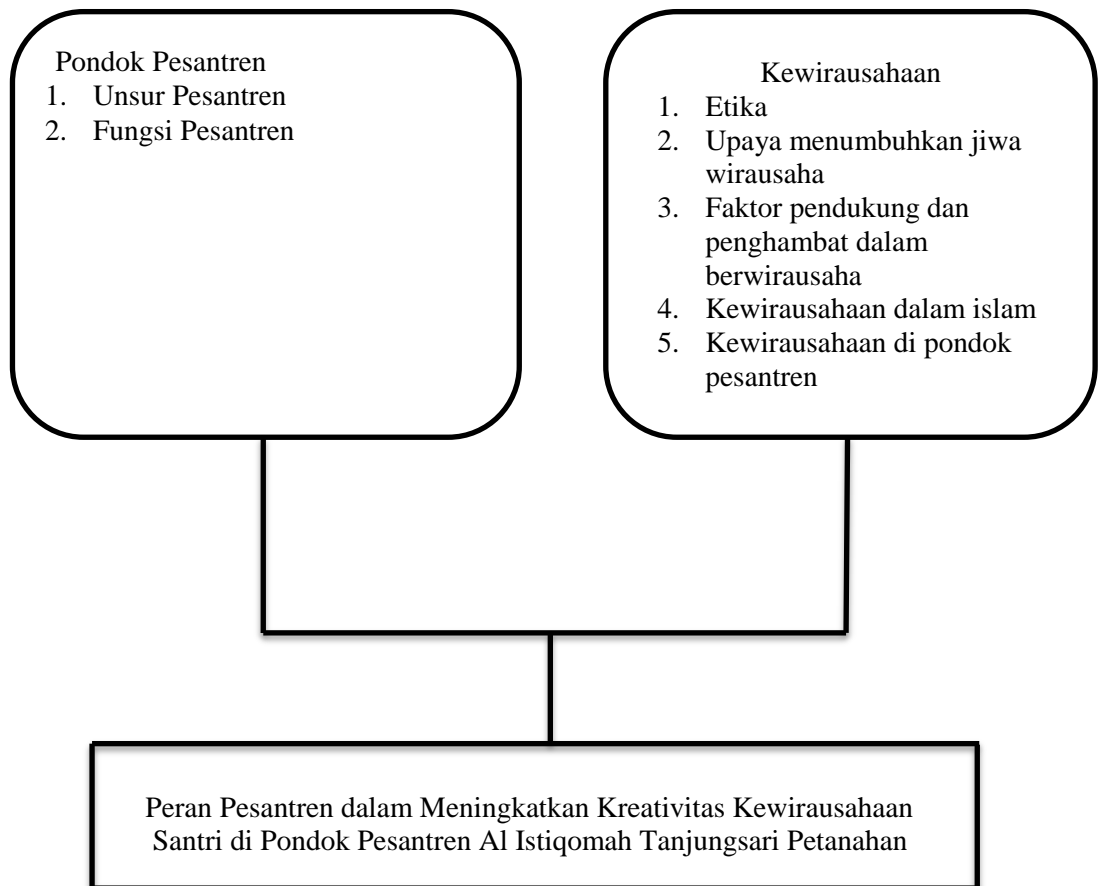 Pondok Pesantren
1. Unsur Pesantren
2. Fungsi Pesantren
Kewirausahaan
1. Etika
2. Upaya menumbuhkan jiwa
wirausaha
3. Faktor pendukung dan
penghambat dalam
berwirausaha
4. Kewirausahaan dalam islam
5. Kewirausahaan di pondok
pesantren
Peran Pesantren dalam Meningkatkan Kreativitas Kewirausahaan
Santri di Pondok Pesantren Al Istiqomah Tanjungsari Petanahan